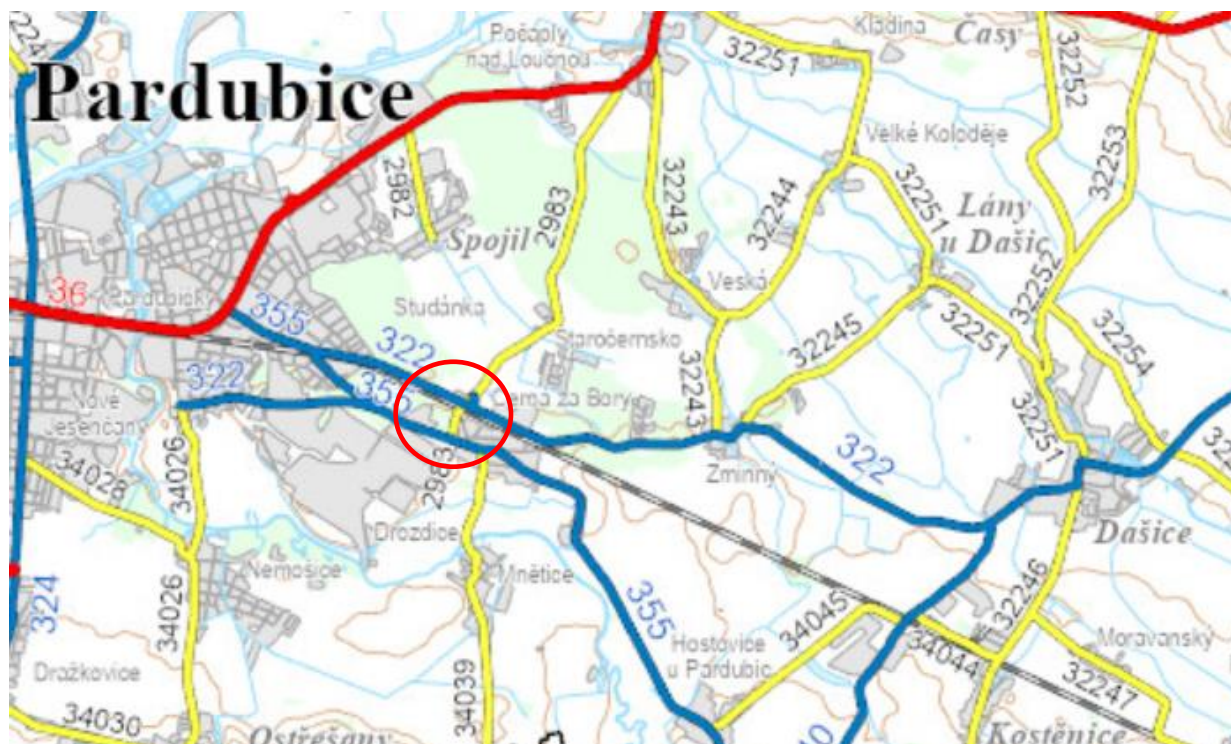 Počaply
nad Loučnou
Kladina
Časy
Pardubice
32251
32252
32253
Velké Koloděje
2982
2983
32243
32244
32251
Lány
u Dašic
Spojil
Veská
32252
36
355
Studánka
322
Staročernsko
32245
32251
32254
322
355
Černá za Bory
32243
Nové
Jesenčany
34026
2983
Zminný
322
32251
34028
Drozdice
Dašice
Nemošice
Mnětice
34026
355
32246
324
34045
Hostovice
u Pardubic
34044
Moravanský
Dražkovice
34039
32247
34030
Ostřešany
Kostěnice